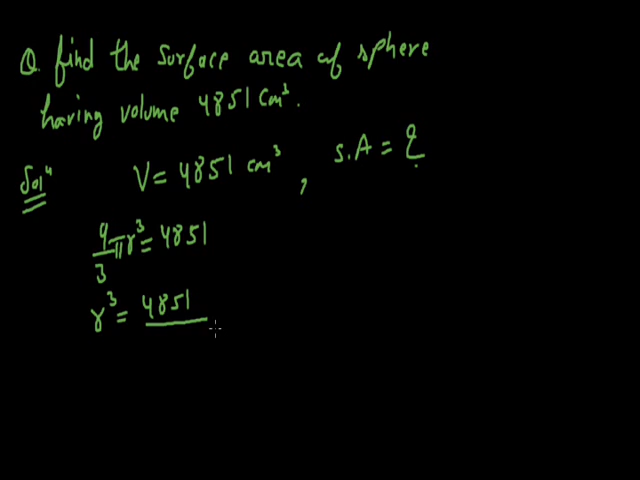 Q. find the surface area of sphere
having volume 4851 cm³.
Solⁿ V = 4851 cm³, S.A = ?
4/3 πr³ = 4851
r³ = 4851